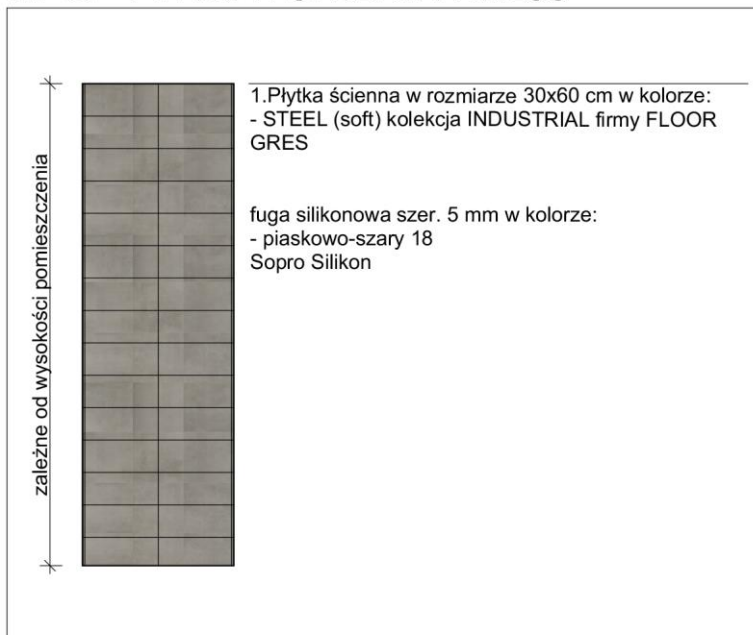 1.Płytka ścienna w rozmiarze 30x60 cm w kolorze:
- STEEL (soft) kolekcja INDUSTRIAL firmy FLOOR
GRES
fuga silikonowa szer. 5 mm w kolorze:
- piaskowo-szary 18
Sopro Silikon
zależne od wysokości pomieszczenia